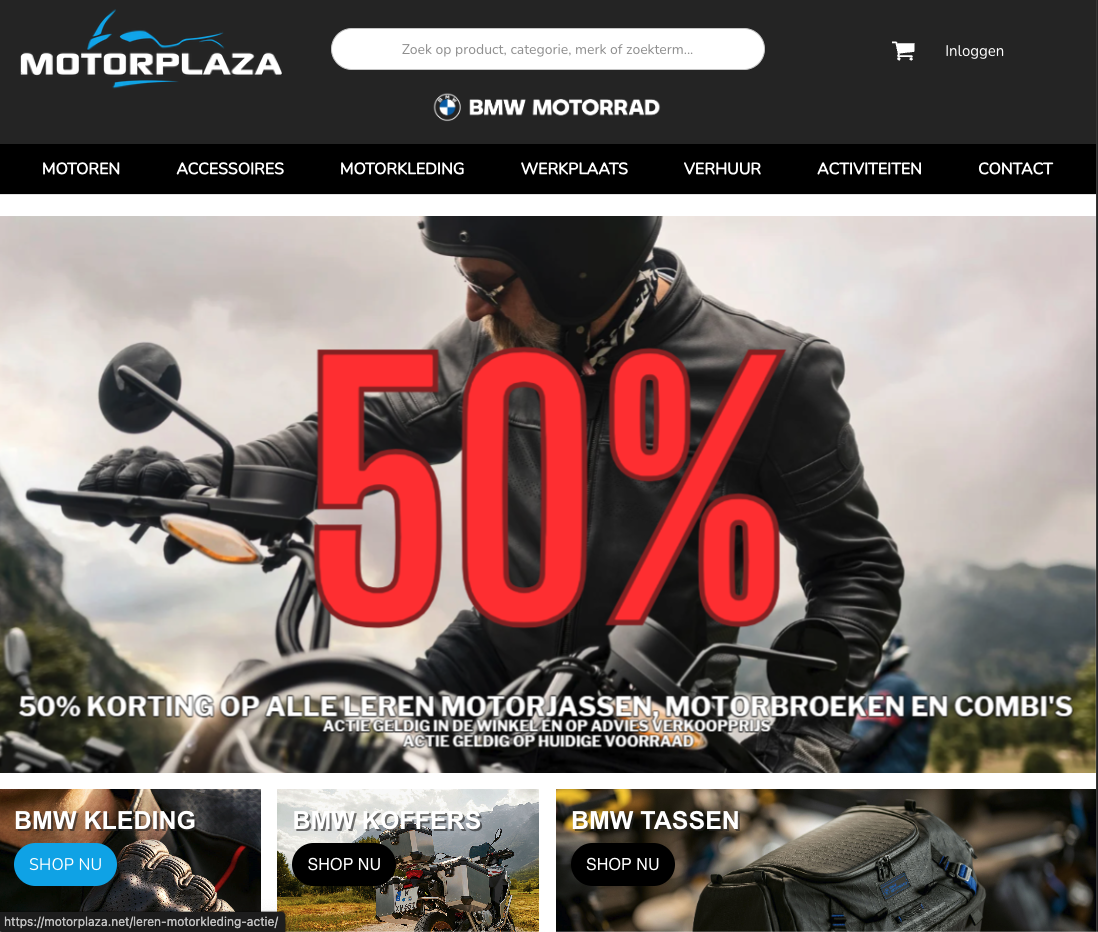 MOTORPLAZA
Zoek op product, categorie, merk of zoekterm...
Inloggen
BMW MOTORRAD
MOTOREN ACCESSOIRES MOTORKLEDING WERKPLAATS VERHUUR ACTIVITEITEN CONTACT
50%
50% KORTING OP ALLE LEREN MOTORJASSEN, MOTORBROEKEN EN COMBI'S
ACTIE GELDIG IN DE WINKEL EN OP ADVIES VERKOOPPRIJS
ACTIE GELDIG OP HUIDIGE VOORRAAD
BMW KLEDING
SHOP NU
BMW KOFFERS
SHOP NU
BMW TASSEN
SHOP NU
https://motorplaza.net/leren-motorkleding-actie/